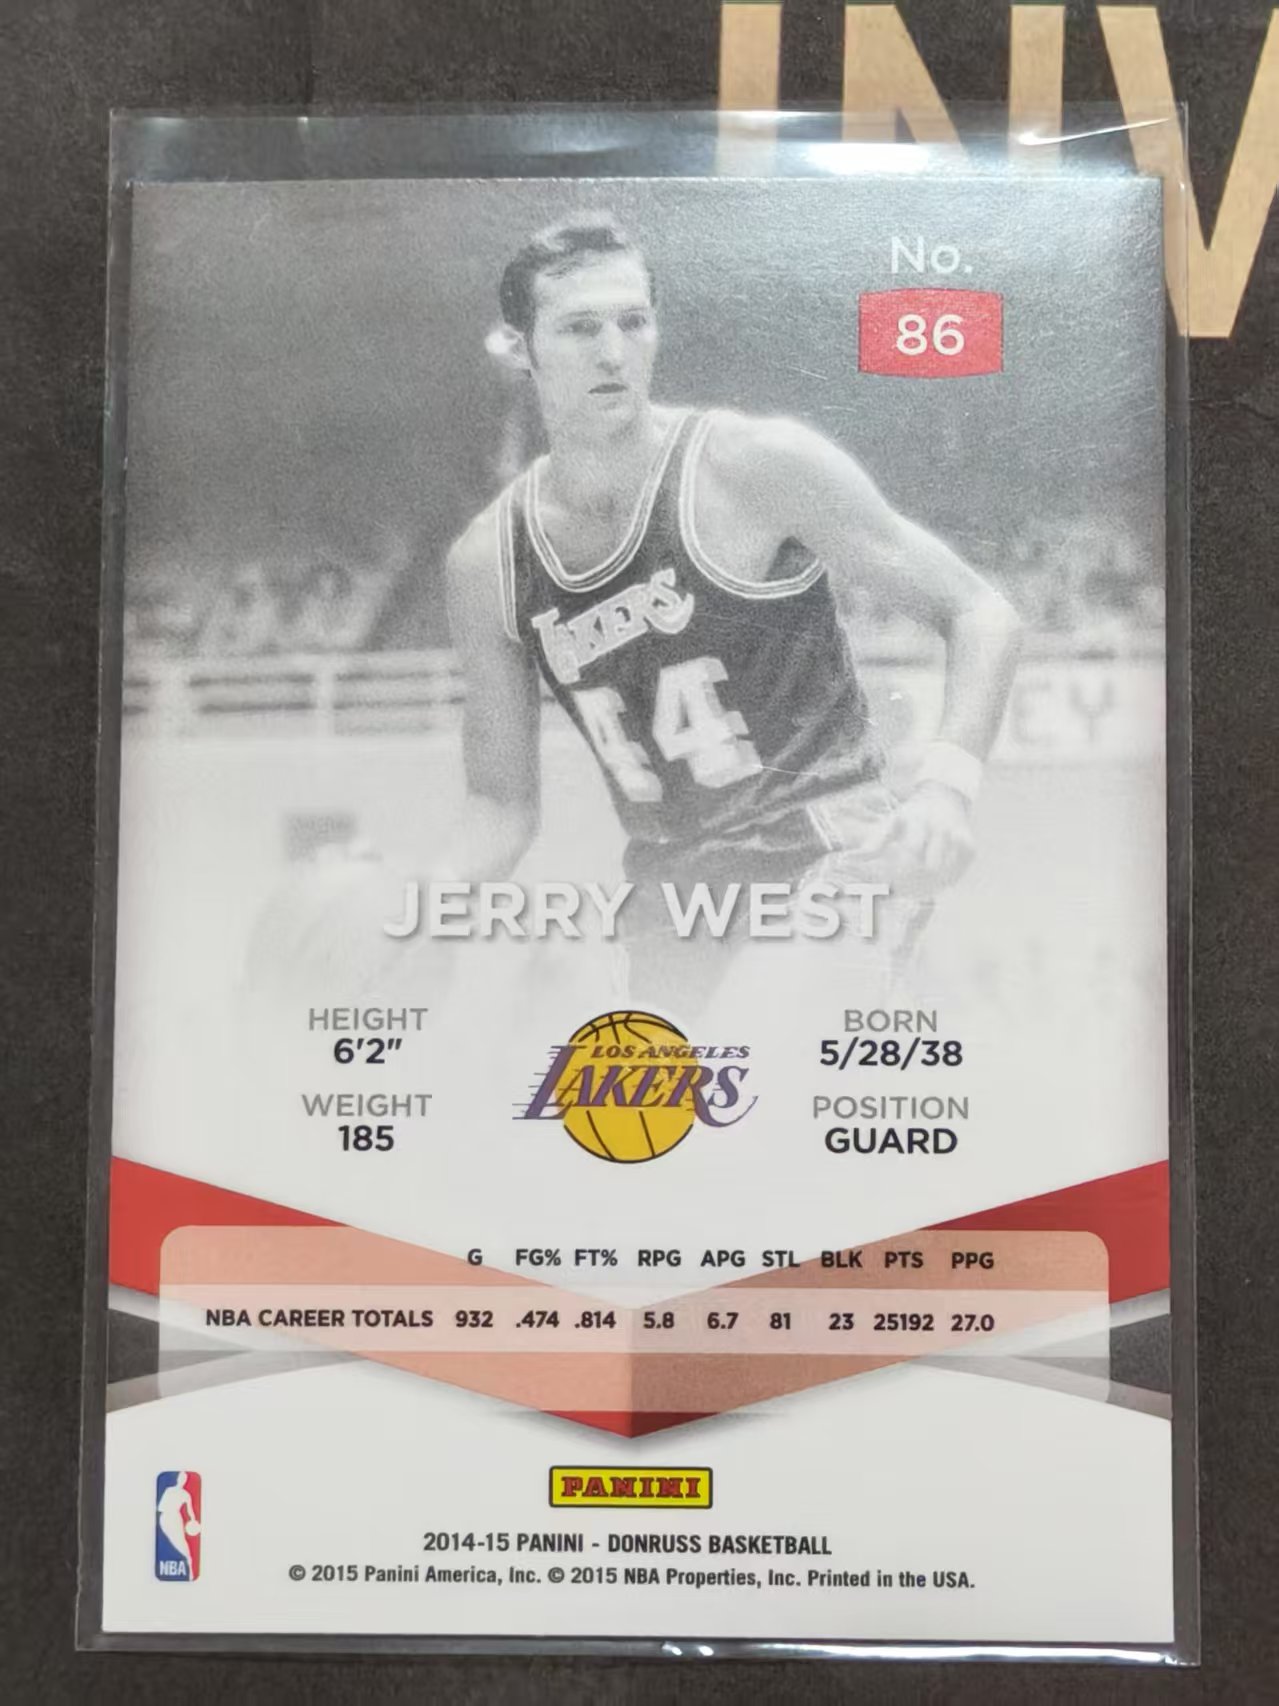 INV
No.
86
LAKERS
44
EY
JERRY WEST
HEIGHT
6'2"
WEIGHT
185
LOS ANGELES
LAKERS
BORN
5/28/38
POSITION
GUARD
G FG% FT% RPG APG STL BLK PTS PPG
NBA CAREER TOTALS 932 .474 .814 5.8 6.7 81 23 25192 27.0
PANINI
NBA
2014-15 PANINI - DONRUSS BASKETBALL
© 2015 Panini America, Inc. © 2015 NBA Properties, Inc. Printed in the USA.